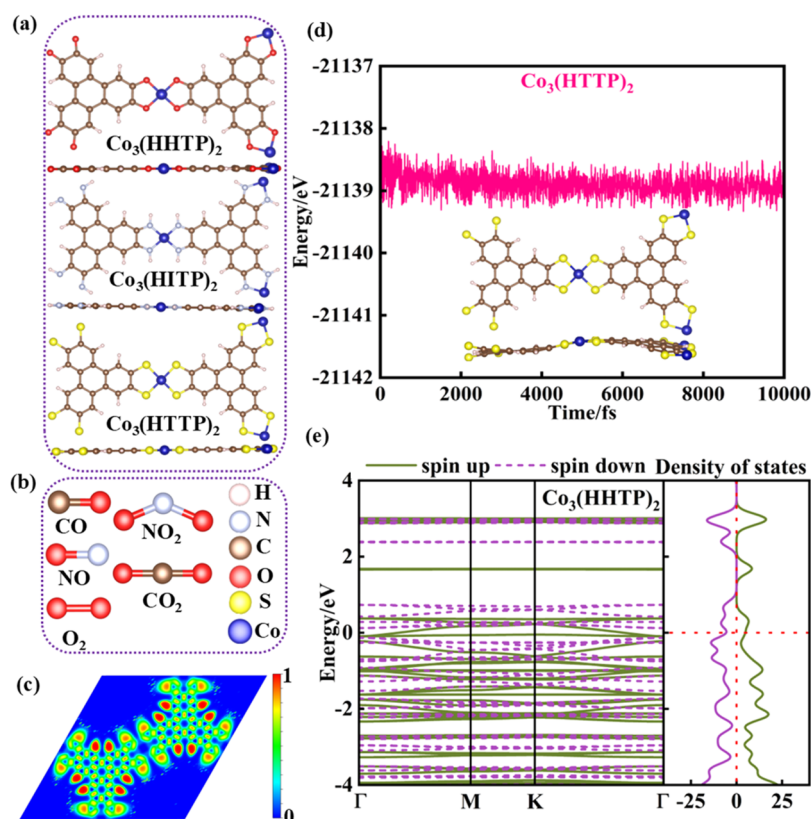 (a)
Co₃(HHTP)₂
Co₃(HITP)₂
Co₃(HTTP)₂
(b)
CO
NO₂
NO
CO₂
O₂
H
N
C
O
S
Co
(c)
1
0
(d)
Co₃(HTTP)₂
Energy/eV
-21137
-21138
-21139
-21140
-21141
-21142
0 2000 4000 6000 8000 10000
Time/fs
(e)
spin up spin down Density of states
Co₃(HHTP)₂
Energy/eV
4
2
0
-2
-4
Γ M K Γ -25 0 25